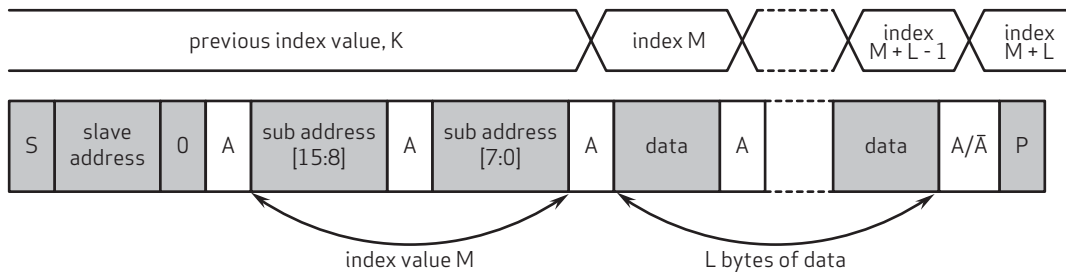 previous index value, K
index M
index
M + L - 1
index
M + L
S
slave
address
0
A
sub address
[15:8]
A
sub address
[7:0]
A
data
A
data
A/Ā
P
index value M
L bytes of data